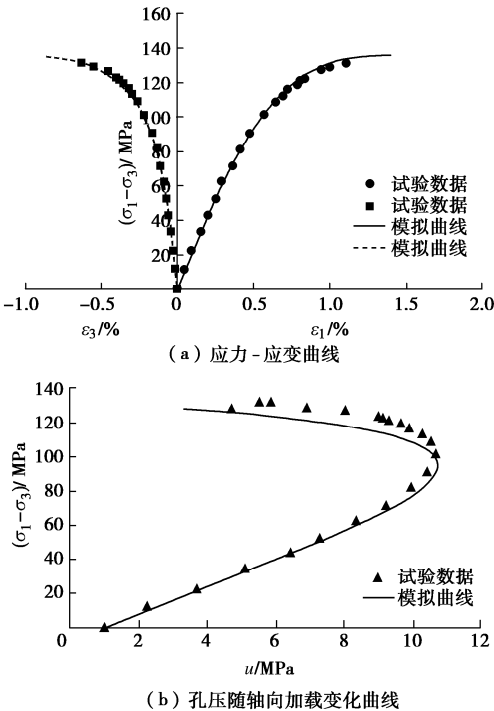 160
140
120
100
80
60
40
20
(σ₁-σ₃)/ MPa
试验数据
试验数据
模拟曲线
模拟曲线
-1.0 -0.5 0 0.5 1.0 1.5 2.0
ε₃/% ε₁/%
(a) 应力-应变曲线
140
120
100
80
60
40
20
(σ₁-σ₃)/ MPa
试验数据
模拟曲线
0 2 4 6 8 10 12
u/MPa
(b) 孔压随轴向加载变化曲线